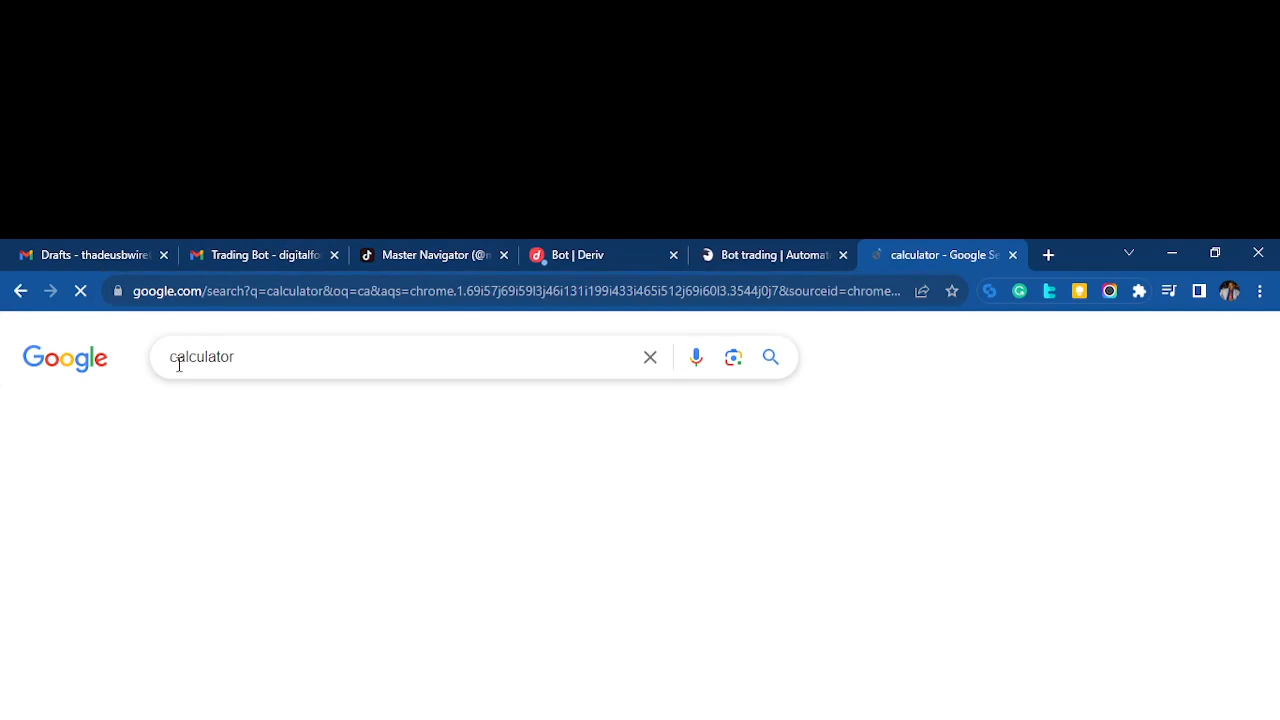 Drafts - thadeusbwire
Trading Bot - digitalfo
Master Navigator (@n
Bot | Deriv
Bot trading | Automat
calculator - Google Se
google.com/search?q=calculator&oq=ca&aqs=chrome.1.69i57j69i59l3j46i131i199i433i465i512j69i60l3.3544j0j7&sourceid=chrome...
Google
calculator